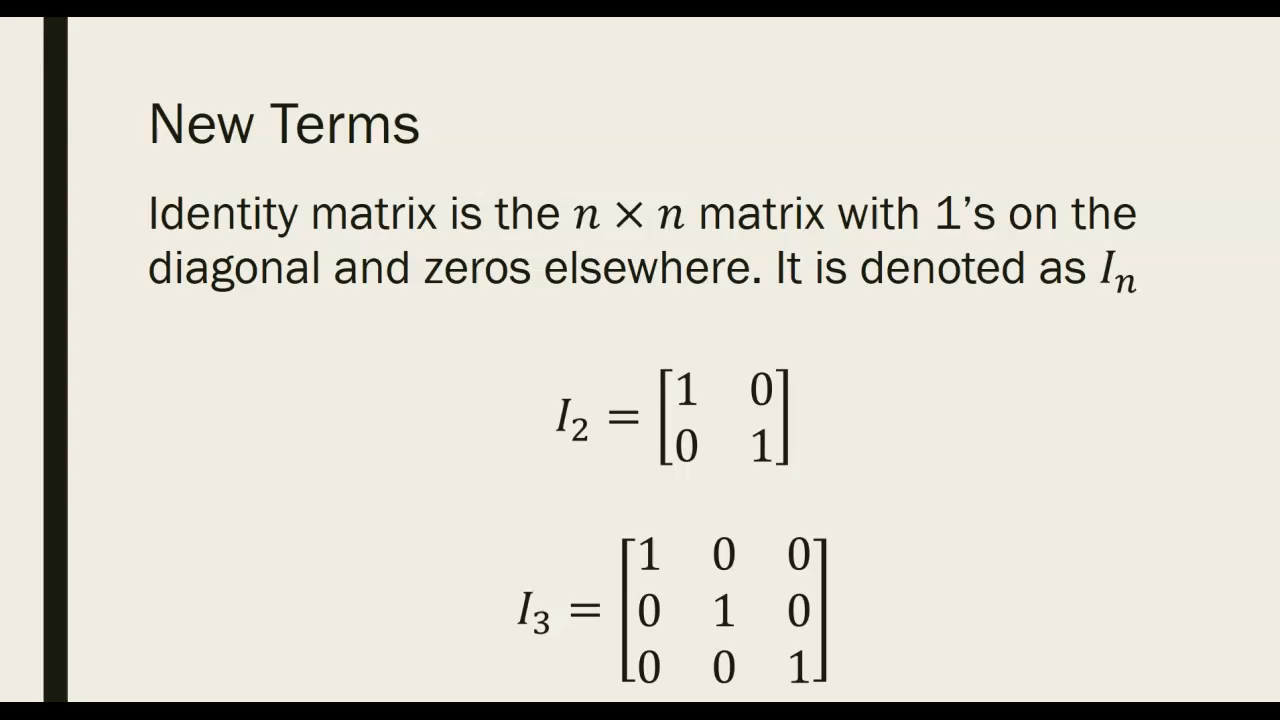 New Terms
Identity matrix is the n × n matrix with 1’s on the
diagonal and zeros elsewhere. It is denoted as Iₙ
I₂ = [1 0
0 1]
I₃ = [1 0 0
0 1 0
0 0 1]